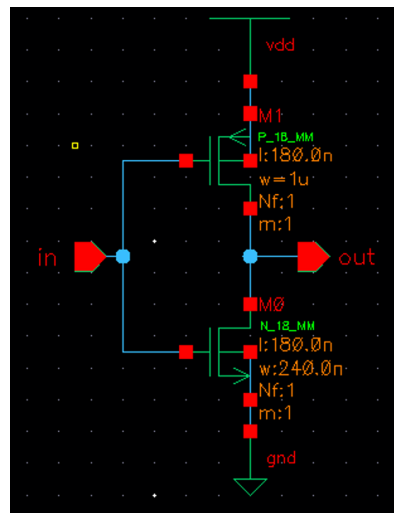 vdd
M1
P_18_MM
l:180.0n
w=1u
Nf:1
m:1
in
out
M0
N_18_MM
l:180.0n
w:240.0n
Nf:1
m:1
gnd